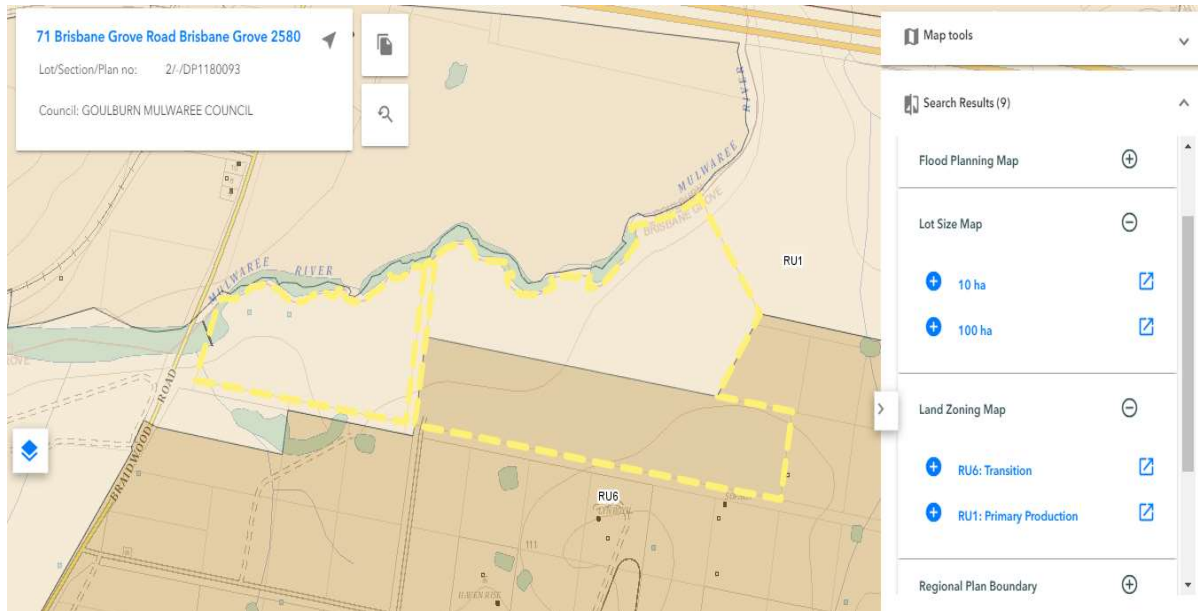 71 Brisbane Grove Road Brisbane Grove 2580
Lot/Section/Plan no: 2/-/DP1180093
Council: GOULBURN MULWAREE COUNCIL
Map tools
Search Results (9)
Flood Planning Map
Lot Size Map
10 ha
100 ha
Land Zoning Map
RU6: Transition
RU1: Primary Production
Regional Plan Boundary
MULWAREE RIVER
BRISBANE GROVE
RU1
MULWAREE RIVER
BRAIDWOOD ROAD
RU6
111